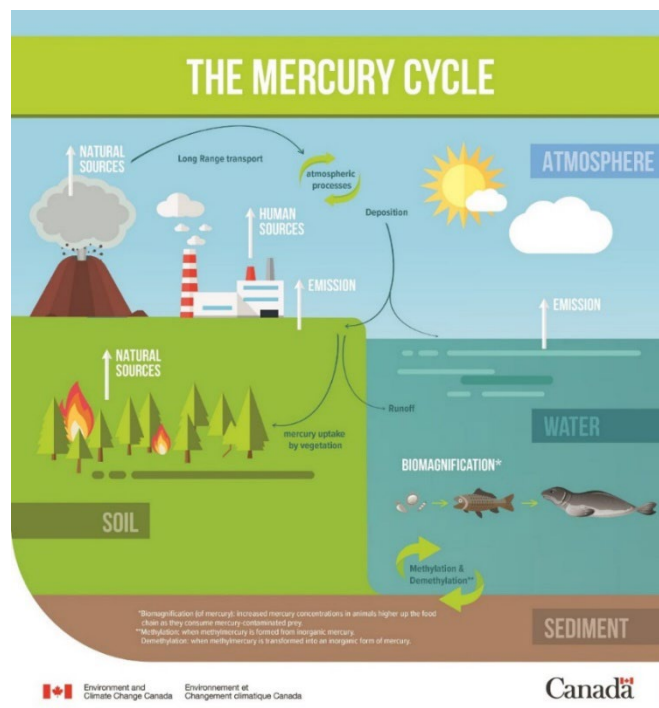 THE MERCURY CYCLE
NATURAL
SOURCES
Long Range transport
atmospheric
processes
ATMOSPHERE
HUMAN
SOURCES
Deposition
EMISSION
EMISSION
NATURAL
SOURCES
Runoff
mercury uptake
by vegetation
WATER
BIOMAGNIFICATION*
SOIL
Methylation &
Demethylation**
*Biomagnification (of mercury): Increased mercury concentrations in animals higher up the food
chain as they consume mercury-contaminated prey.
**Methylation: when methylmercury is formed from inorganic mercury.
Demethylation: when methylmercury is transformed into an inorganic form of mercury.
SEDIMENT
Environment and
Climate Change Canada
Environnement et
Changement climatique Canada
Canada